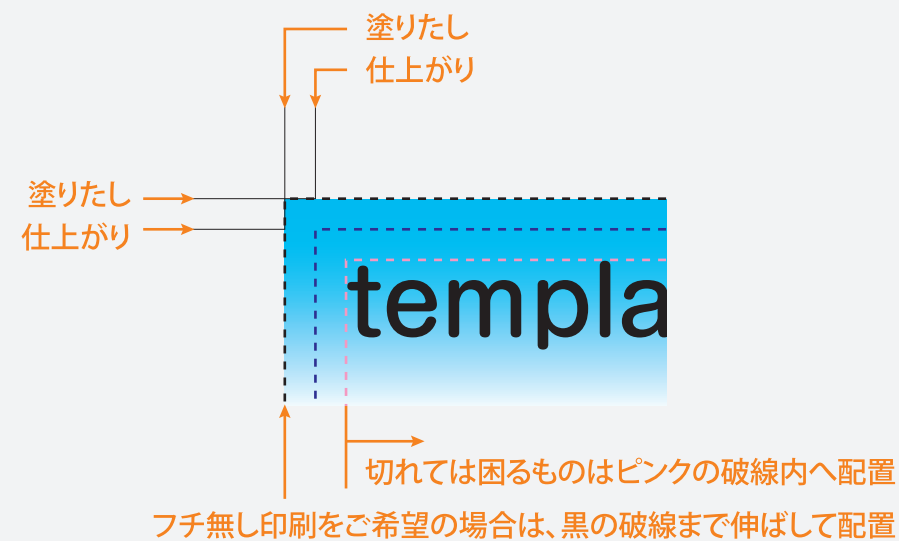 塗りたし
仕上がり
塗りたし
仕上がり
templa
切れては困るものはピンクの破線内へ配置
フチ無し印刷をご希望の場合は、黒の破線まで伸ばして配置